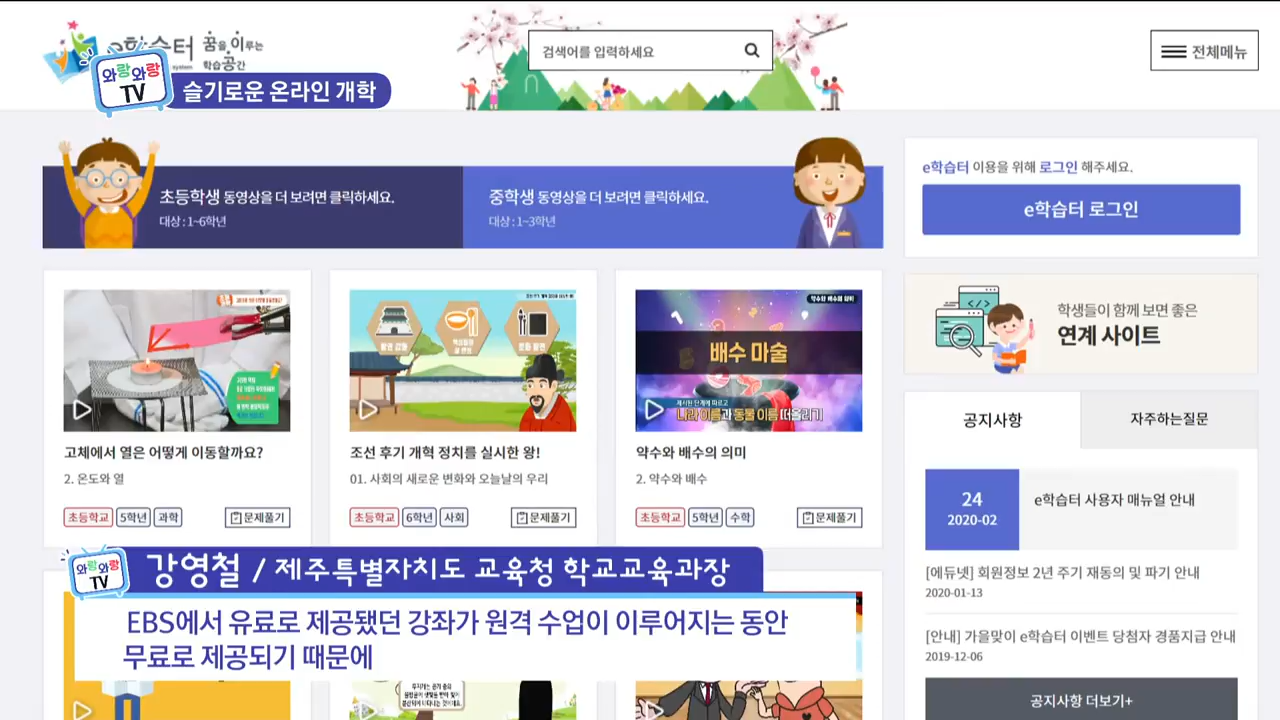 e학습터
꿈을 이루는
학습공간
system
와랑와랑
TV
슬기로운 온라인 개학
검색어를 입력하세요
전체메뉴
초등학생 동영상을 더 보려면 클릭하세요.
대상 : 1~6학년
중학생 동영상을 더 보려면 클릭하세요.
대상 : 1~3학년
e학습터 이용을 위해 로그인 해주세요.
e학습터 로그인
학생들이 함께 보면 좋은
연계 사이트
약수와 배수의 의미
배수 마술
제시된 단계에 따르고
나라 이름과 동물 이름 떠올리기
고체에서 열은 어떻게 이동할까요?
2. 온도와 열
초등학교 5학년 과학 문제풀기
조선 후기 개혁 정치를 실시한 왕!
01. 사회의 새로운 변화와 오늘날의 우리
초등학교 6학년 사회 문제풀기
약수와 배수의 의미
2. 약수와 배수
초등학교 5학년 수학 문제풀기
공지사항
자주하는질문
24
2020-02
e학습터 사용자 매뉴얼 안내
[에듀넷] 회원정보 2년 주기 재동의 및 파기 안내
2020-01-13
[안내] 가을맞이 e학습터 이벤트 당첨자 경품지급 안내
2019-12-06
공지사항 더보기+
와랑와랑
TV
강영철 / 제주특별자치도 교육청 학교교육과장
EBS에서 유료로 제공됐던 강좌가 원격 수업이 이루어지는 동안
무료로 제공되기 때문에